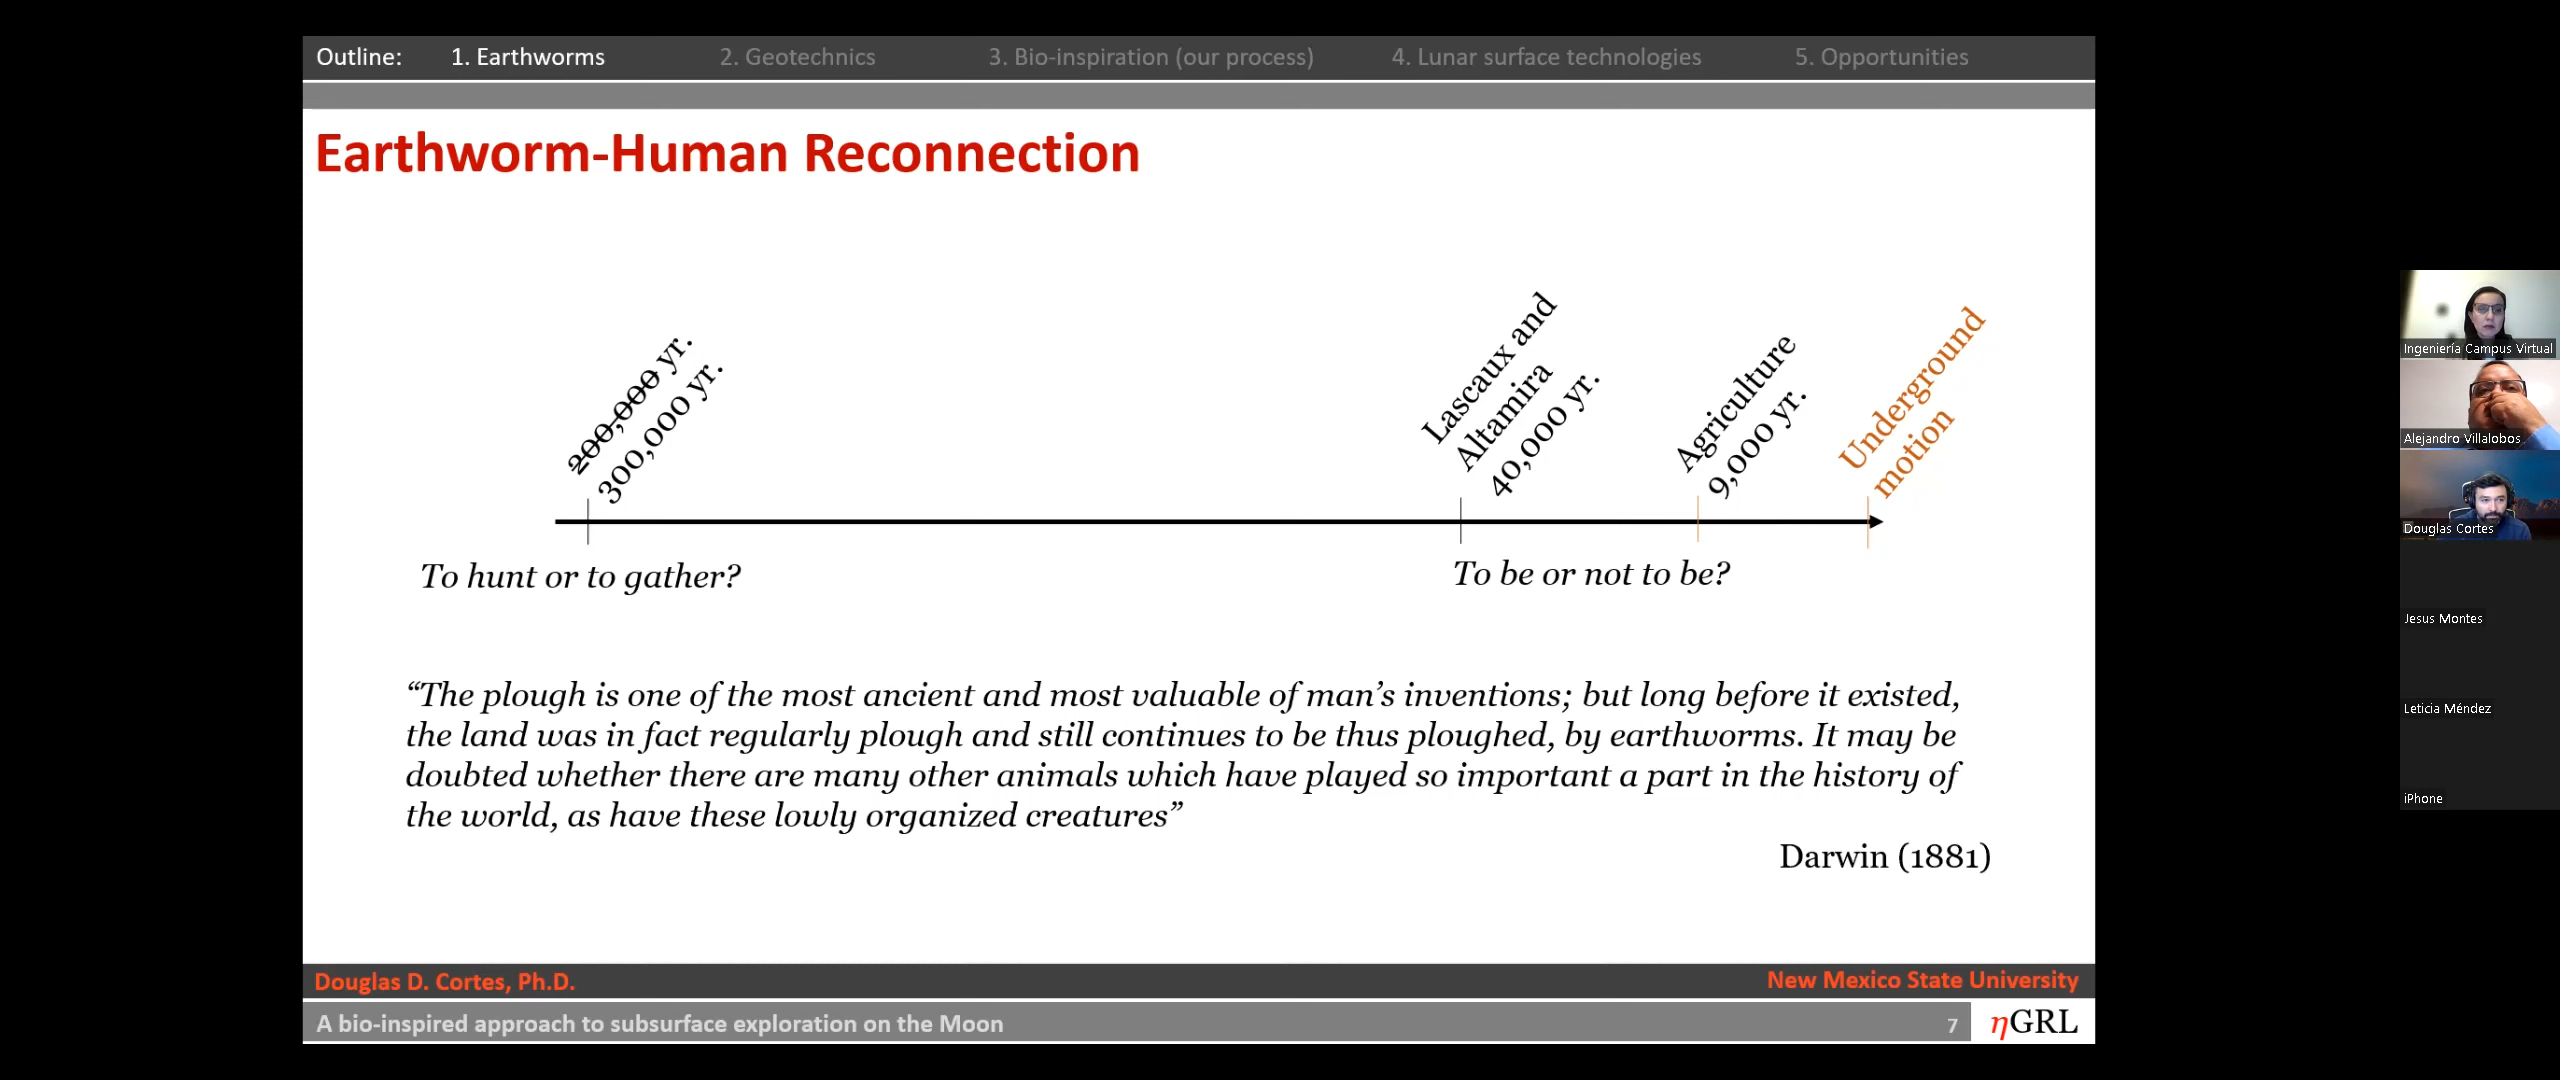 Outline: 1. Earthworms 2. Geotechnics 3. Bio-inspiration (our process) 4. Lunar surface technologies 5. Opportunities
Earthworm-Human Reconnection
200,000 yr.
300,000 yr.
Lascaux and
Altamira
40,000 yr.
Agriculture
9,000 yr.
Underground
motion
To hunt or to gather?
To be or not to be?
“The plough is one of the most ancient and most valuable of man’s inventions; but long before it existed,
the land was in fact regularly plough and still continues to be thus ploughed, by earthworms. It may be
doubted whether there are many other animals which have played so important a part in the history of
the world, as have these lowly organized creatures”
Darwin (1881)
Douglas D. Cortes, Ph.D.
New Mexico State University
A bio-inspired approach to subsurface exploration on the Moon
7
ηGRL
Ingeniería Campus Virtual
Alejandro Villalobos
Douglas Cortes
Jesus Montes
Leticia Méndez
iPhone